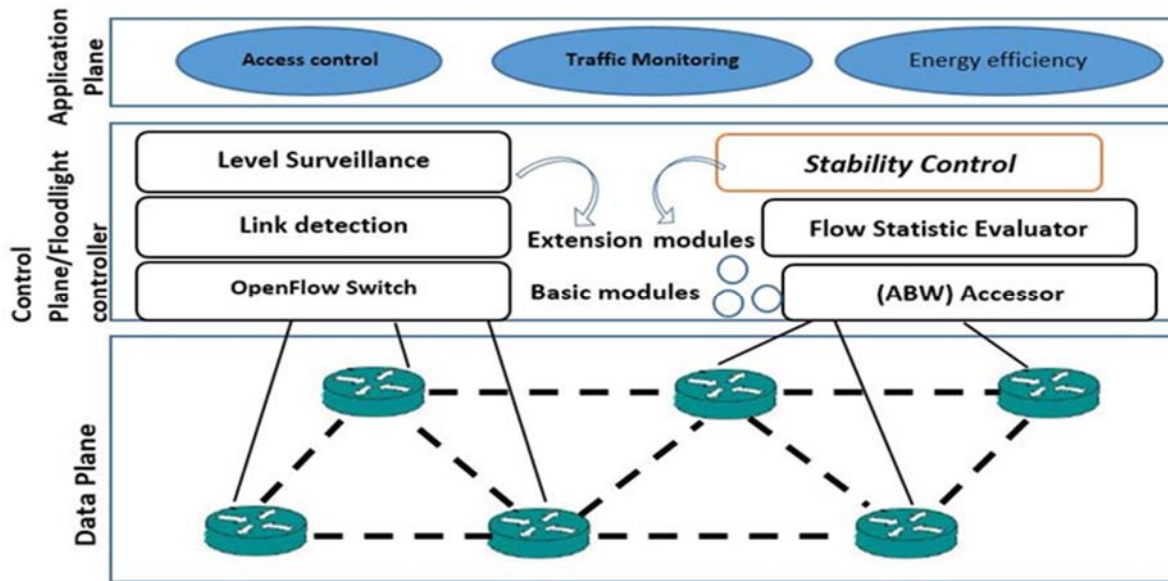 Application
Plane
Access control
Traffic Monitoring
Energy efficiency
Control
Plane/Floodlight
controller
Level Surveillance
Link detection
OpenFlow Switch
Extension modules
Basic modules
Stability Control
Flow Statistic Evaluator
(ABW) Accessor
Data Plane